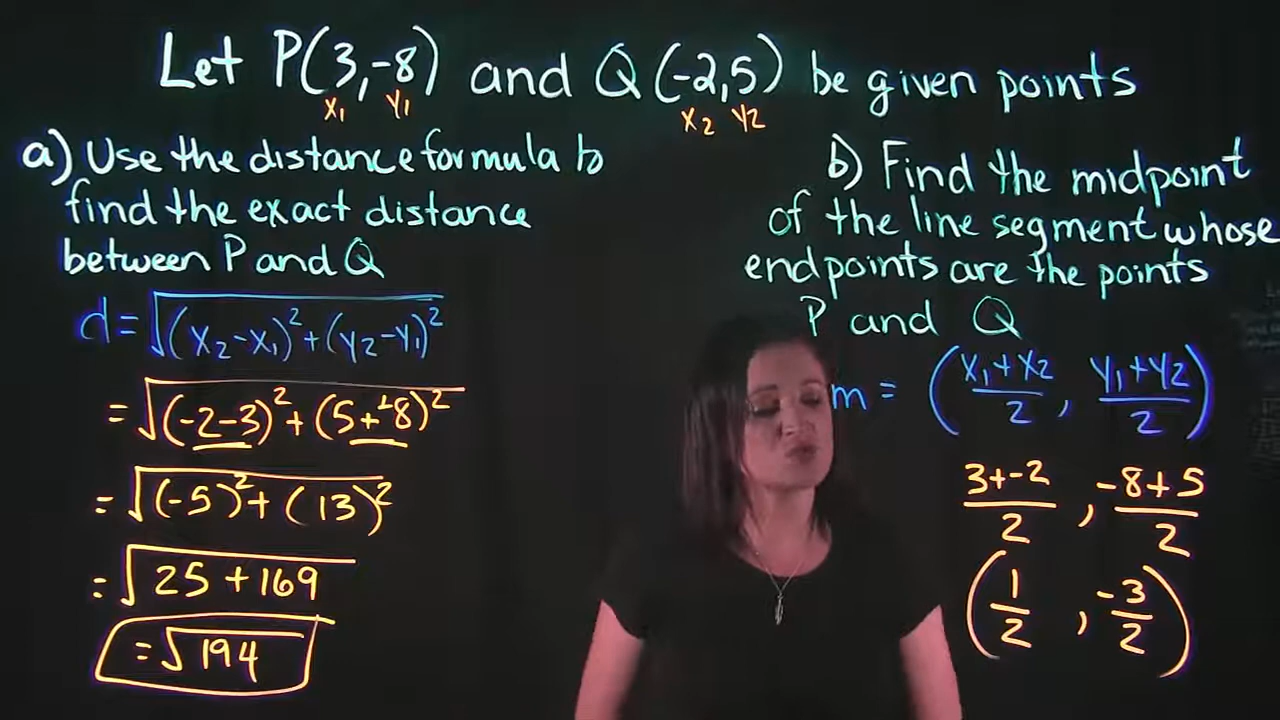 Let P(3,-8) and Q(-2,5) be given points
x₁ y₁ x₂ y₂
a) Use the distance formula to
find the exact distance
between P and Q
d=√(x₂-x₁)²+(y₂-y₁)²
=√(-2-3)²+(5+⁺8)²
=√(-5)²+(13)²
=√25+169
=√194
b) Find the midpoint
of the line segment whose
endpoints are the points
P and Q
m = (x₁+x₂/2, y₁+y₂/2)
3+-2/2, -8+5/2
(1/2, -3/2)